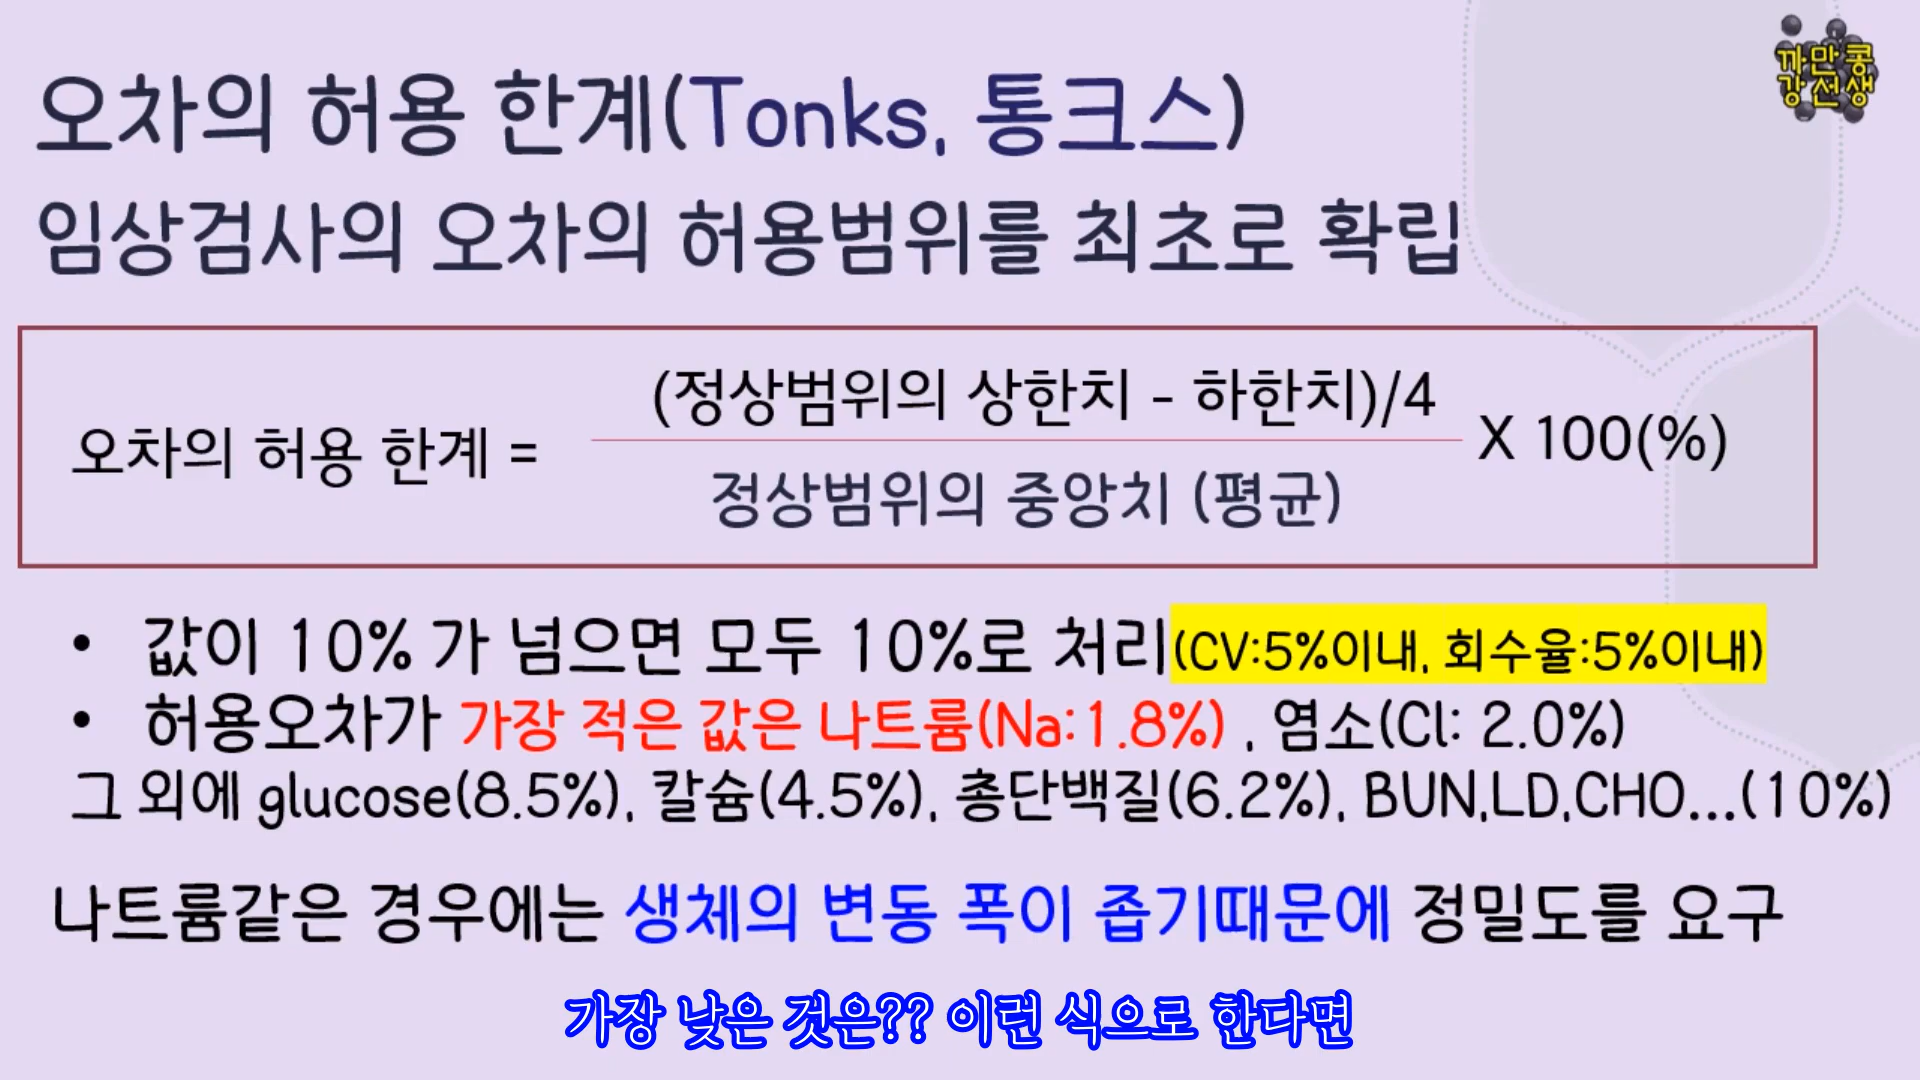 까만콩
강선생
오차의 허용 한계(Tonks, 통크스)
임상검사의 오차의 허용범위를 최초로 확립
(정상범위의 상한치 - 하한치)/4
오차의 허용 한계 =
X 100(%)
정상범위의 중앙치 (평균)
• 값이 10% 가 넘으면 모두 10%로 처리(CV:5%이내, 회수율:5%이내)
• 허용오차가 가장 적은 값은 나트륨(Na:1.8%) , 염소(Cl: 2.0%)
그 외에 glucose(8.5%), 칼슘(4.5%), 총단백질(6.2%), BUN,LD,CHO...(10%)
나트륨같은 경우에는 생체의 변동 폭이 좁기때문에 정밀도를 요구
가장 낮은 것은?? 이런 식으로 한다면